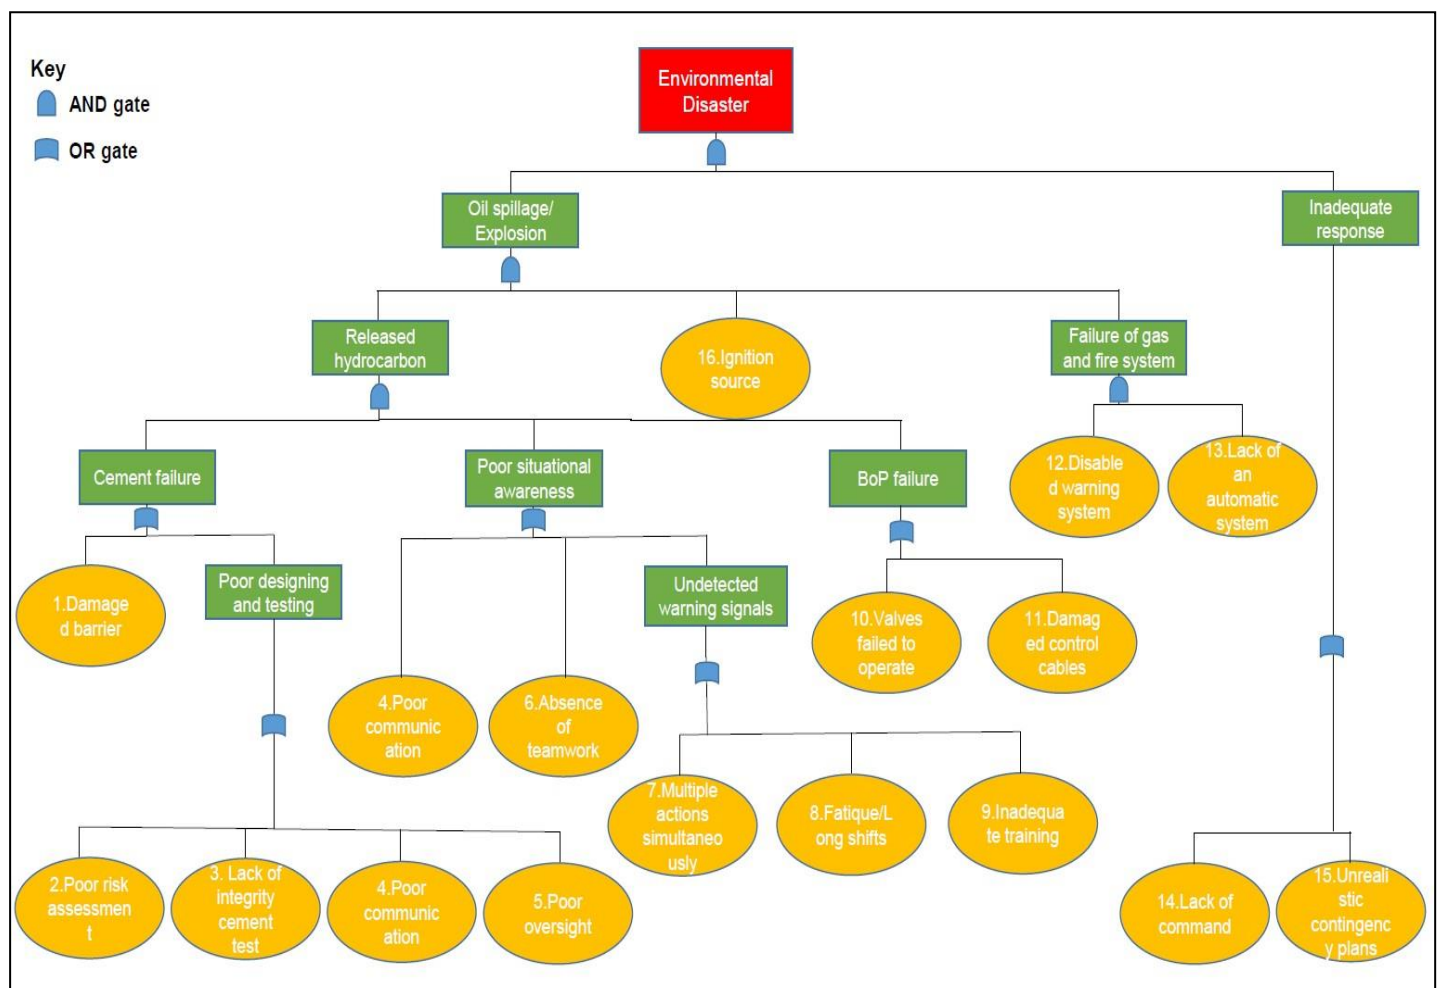 Key
AND gate
OR gate
Environmental
Disaster
Oil spillage/
Explosion
Inadequate
response
Released
hydrocarbon
16.Ignition
source
Failure of gas
and fire system
Cement failure
Poor situational
awareness
BoP failure
12.Disable
d warning
system
13.Lack of
an
automatic
system
1.Damage
d barrier
Poor designing
and testing
Undetected
warning signals
10.Valves
failed to
operate
11.Damag
ed control
cables
4.Poor
communic
ation
6.Absence
of
teamwork
7.Multiple
actions
simultaneo
usly
8.Fatique/L
ong shifts
9.Inadequa
te training
2.Poor risk
assessmen
t
3. Lack of
integrity
cement
test
4.Poor
communic
ation
5.Poor
oversight
14.Lack of
command
15.Unreali
stic
contingenc
y plans